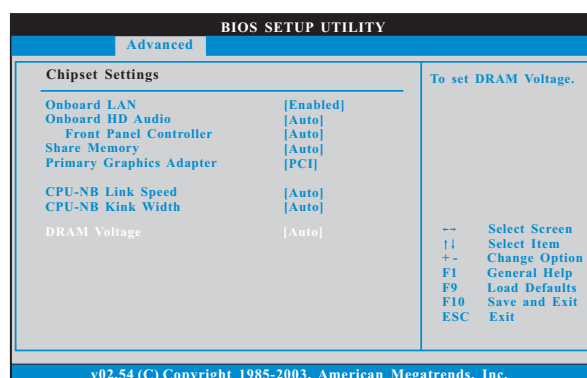 BIOS SETUP UTILITY
Advanced
Chipset Settings
Onboard LAN [Enabled]
Onboard HD Audio [Auto]
Front Panel Controller [Auto]
Share Memory [Auto]
Primary Graphics Adapter [PCI]
CPU-NB Link Speed [Auto]
CPU-NB Kink Width [Auto]
DRAM Voltage [Auto]
To set DRAM Voltage.
←→ Select Screen
↑↓ Select Item
+ - Change Option
F1 General Help
F9 Load Defaults
F10 Save and Exit
ESC Exit
v02.54 (C) Copyright 1985-2003, American Megatrends, Inc.